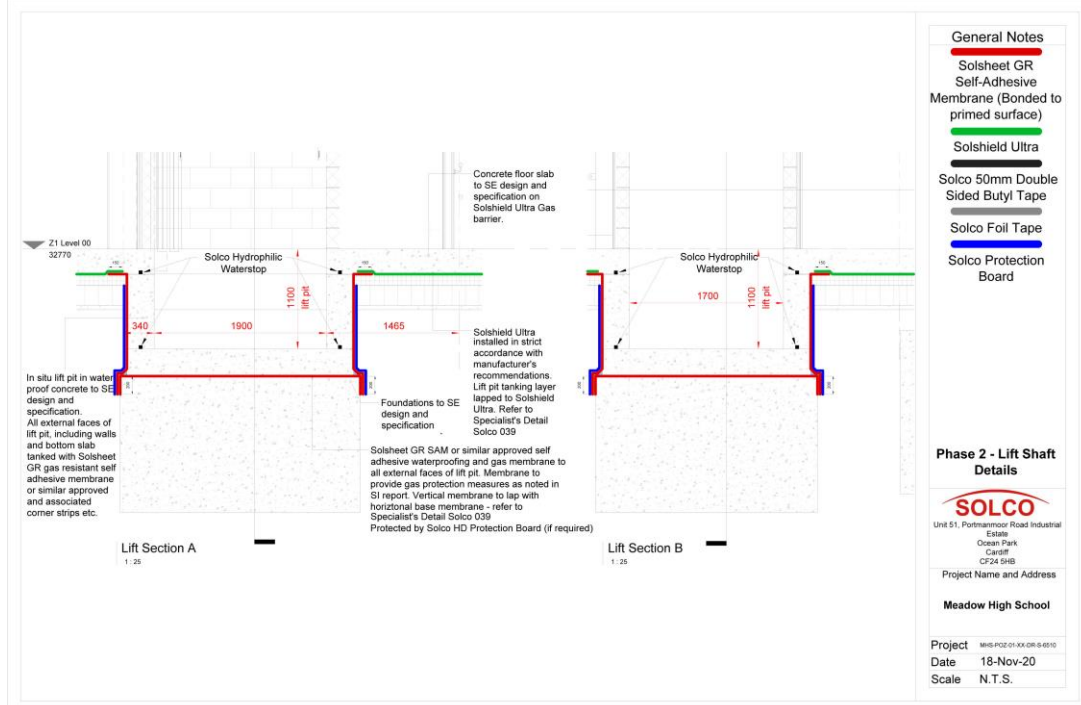 General Notes
Solsheet GR
Self-Adhesive
Membrane (Bonded to
primed surface)
Solshield Ultra
Solco 50mm Double
Sided Butyl Tape
Solco Foil Tape
Solco Protection
Board
Concrete floor slab
to SE design and
specification on
Solshield Ultra Gas
barrier.
Z1 Level 00
32770
150
150
150
Solco Hydrophilic
Waterstop
1100
lift pit
340
1900
1465
Solco Hydrophilic
Waterstop
1700
1100
lift pit
Solshield Ultra
installed in strict
accordance with
manufacturer's
recommendations.
Lift pit tanking layer
lapped to Solshield
Ultra. Refer to
Specialist's Detail
Solco 039
In situ lift pit in water
proof concrete to SE
design and
specification.
All external faces of
lift pit, including walls
and bottom slab
tanked with Solsheet
GR gas resistant self
adhesive membrane
or similar approved
and associated
corner strips etc.
Foundations to SE
design and
specification
Solsheet GR SAM or similar approved self
adhesive waterproofing and gas membrane to
all external faces of lift pit. Membrane to
provide gas protection measures as noted in
SI report. Vertical membrane to lap with
horiztonal base membrane - refer to
Specialist's Detail Solco 039
Protected by Solco HD Protection Board (if required)
Lift Section A
1 : 25
Lift Section B
1 : 25
Phase 2 - Lift Shaft
Details
SOLCO
Unit 51, Portmanmoor Road Industrial
Estate
Ocean Park
Cardiff
CF24 5HB
Project Name and Address
Meadow High School
Project MHS-POZ-01-XX-DR-S-6510
Date 18-Nov-20
Scale N.T.S.